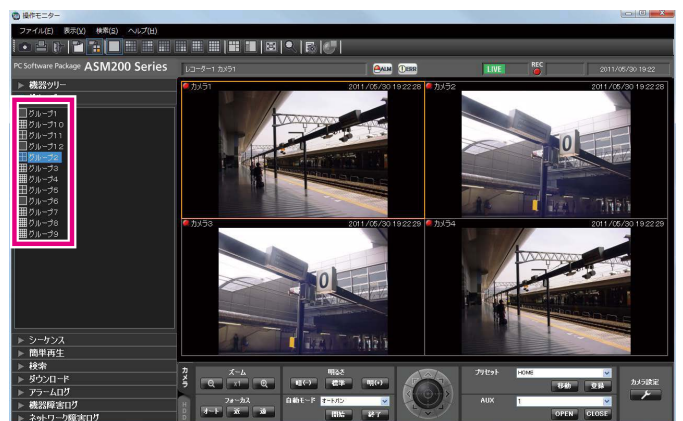 操作モニター
ファイル(F) 表示(V) 検索(S) ヘルプ(H)
PC Software Package ASM200 Series
レコーダー1 カメラ1
ALM
ERR
LIVE
REC
2011/05/30 19:22
機器ツリー
グループ1
グループ10
グループ11
グループ12
グループ2
グループ3
グループ4
グループ5
グループ6
グループ7
グループ8
グループ9
シーケンス
簡単再生
検索
ダウンロード
アラームログ
機器障害ログ
ネットワーク障害ログ
カメラ1 2011/05/30 19:22:28
カメラ2 2011/05/30 19:22:28
0
カメラ3 2011/05/30 19:22:29
0
カメラ4 2011/05/30 19:22:29
カメラ
HDD
ズーム
x1
フォーカス
オート 近 遠
明るさ
暗(-) 標準 明(+)
自動モード オートパン
開始 終了
プリセット HOME
移動 登録
AUX 1
OPEN CLOSE
カメラ設定